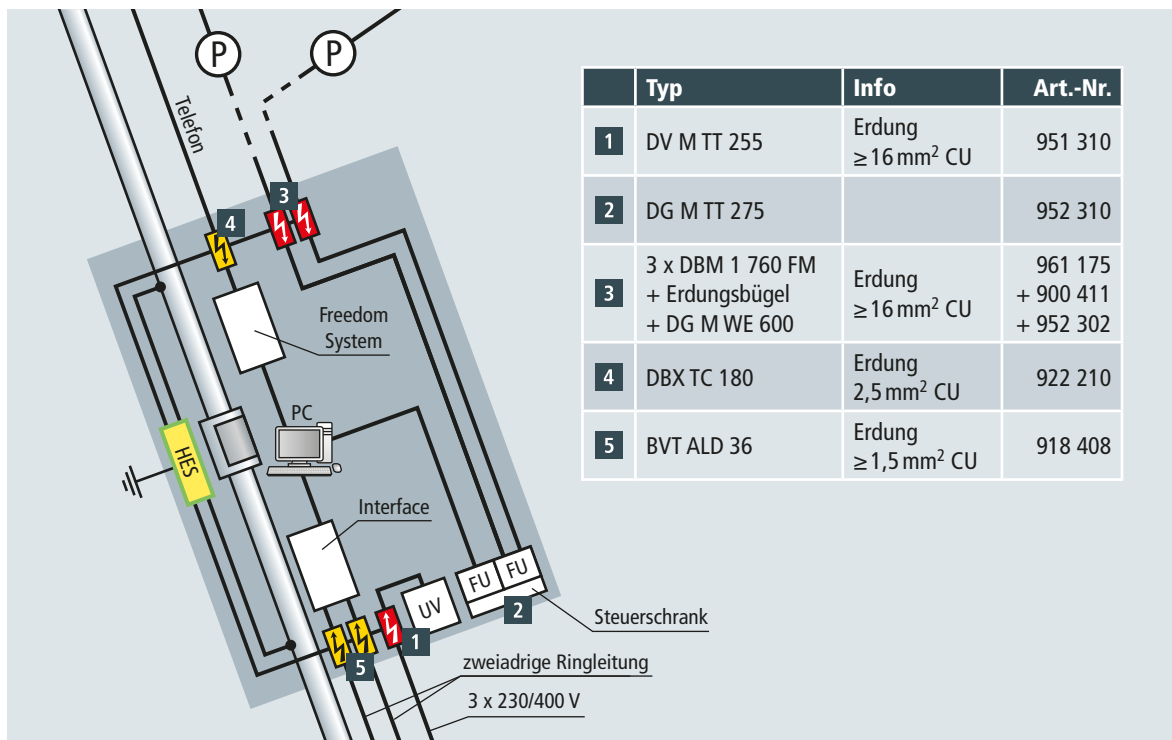 P
P
Telefon
3
4
Freedom
System
PC
HES
Interface
FU
FU
UV
2
Steuerschrank
1
5
zweiadrige Ringleitung
3 x 230/400 V
Typ Info Art.-Nr.
1 DV M TT 255 Erdung ≥16 mm² CU 951 310
2 DG M TT 275 952 310
3 3 x DBM 1 760 FM Erdung 961 175
+ Erdungsbügel ≥16 mm² CU + 900 411
+ DG M WE 600 + 952 302
4 DBX TC 180 Erdung 2,5 mm² CU 922 210
5 BVT ALD 36 Erdung ≥1,5 mm² CU 918 408